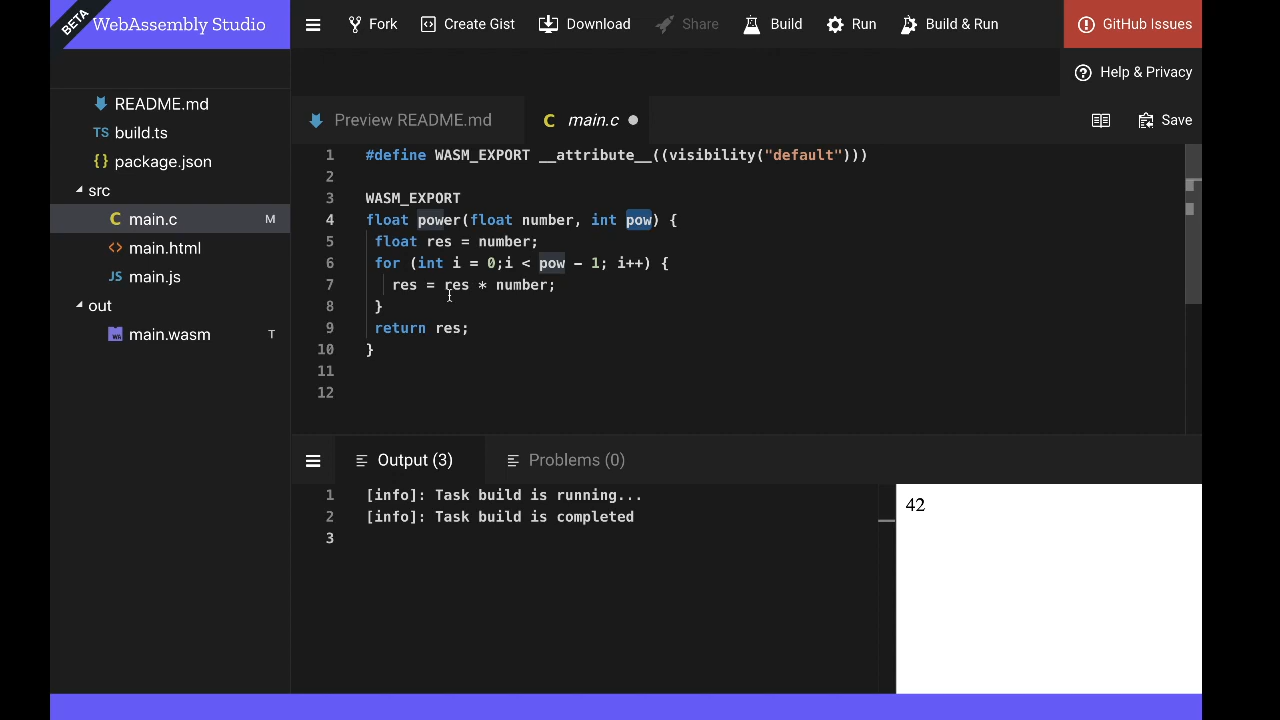 BETA
WebAssembly Studio
Fork
Create Gist
Download
Share
Build
Run
Build & Run
GitHub Issues
Help & Privacy
README.md
TS build.ts
{} package.json
src
C main.c M
<> main.html
JS main.js
out
WA main.wasm T
Preview README.md
C main.c
Save
1 #define WASM_EXPORT __attribute__((visibility("default")))
2
3 WASM_EXPORT
4 float power(float number, int pow) {
5 float res = number;
6 for (int i = 0;i < pow - 1; i++) {
7 res = res * number;
8 }
9 return res;
10 }
11
12
Output (3)
Problems (0)
1 [info]: Task build is running...
2 [info]: Task build is completed
3
42